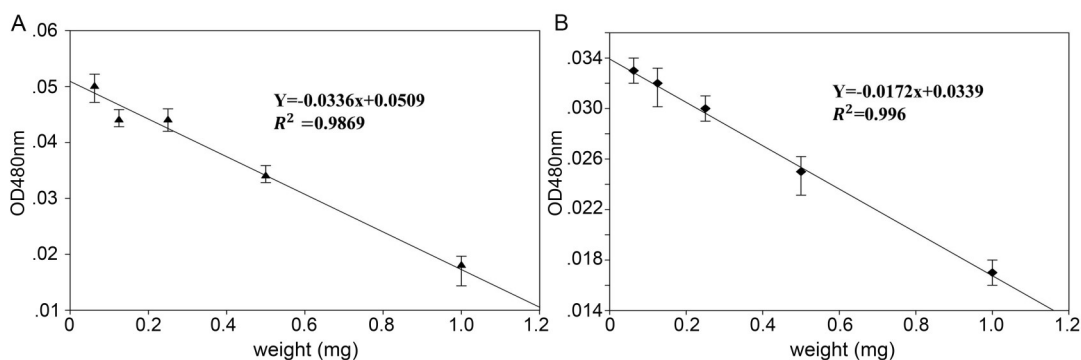 A
.06
.05
.04
.03
.02
.01
0
0.2
0.4
0.6
0.8
1.0
1.2
OD480nm
weight (mg)
Y=-0.0336x+0.0509
R² =0.9869
B
.034
.030
.026
.022
.018
.014
0
0.2
0.4
0.6
0.8
1.0
1.2
OD480nm
weight (mg)
Y=-0.0172x+0.0339
R²=0.996